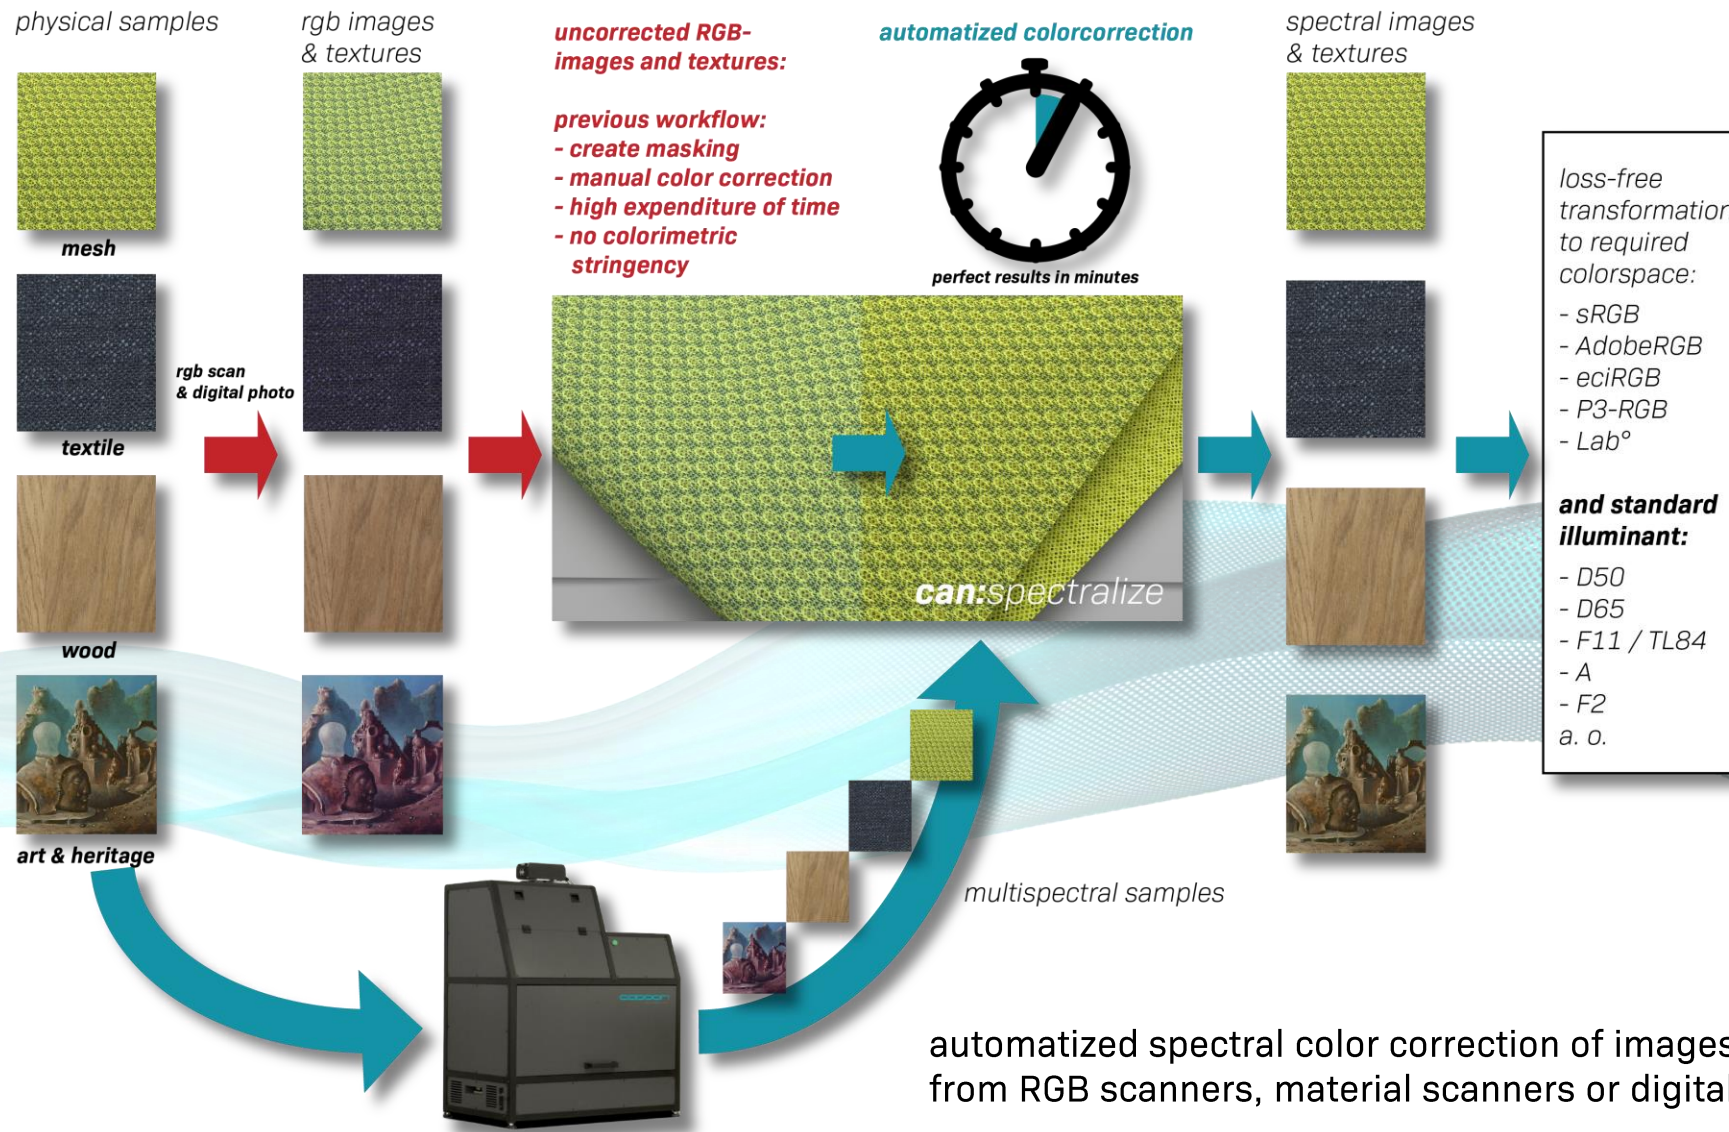 physical samples
rgb images
& textures
uncorrected RGB-
images and textures:
previous workflow:
- create masking
- manual color correction
- high expenditure of time
- no colorimetric
stringency
automatized colorcorrection
perfect results in minutes
spectral images
& textures
mesh
textile
rgb scan
& digital photo
wood
art & heritage
can:spectralize
multispectral samples
loss-free
transformation
to required
colorspace:
- sRGB
- AdobeRGB
- eciRGB
- P3-RGB
- Lab°
and standard
illuminant:
- D50
- D65
- F11 / TL84
- A
- F2
a. o.
automatized spectral color correction of images
from RGB scanners, material scanners or digital